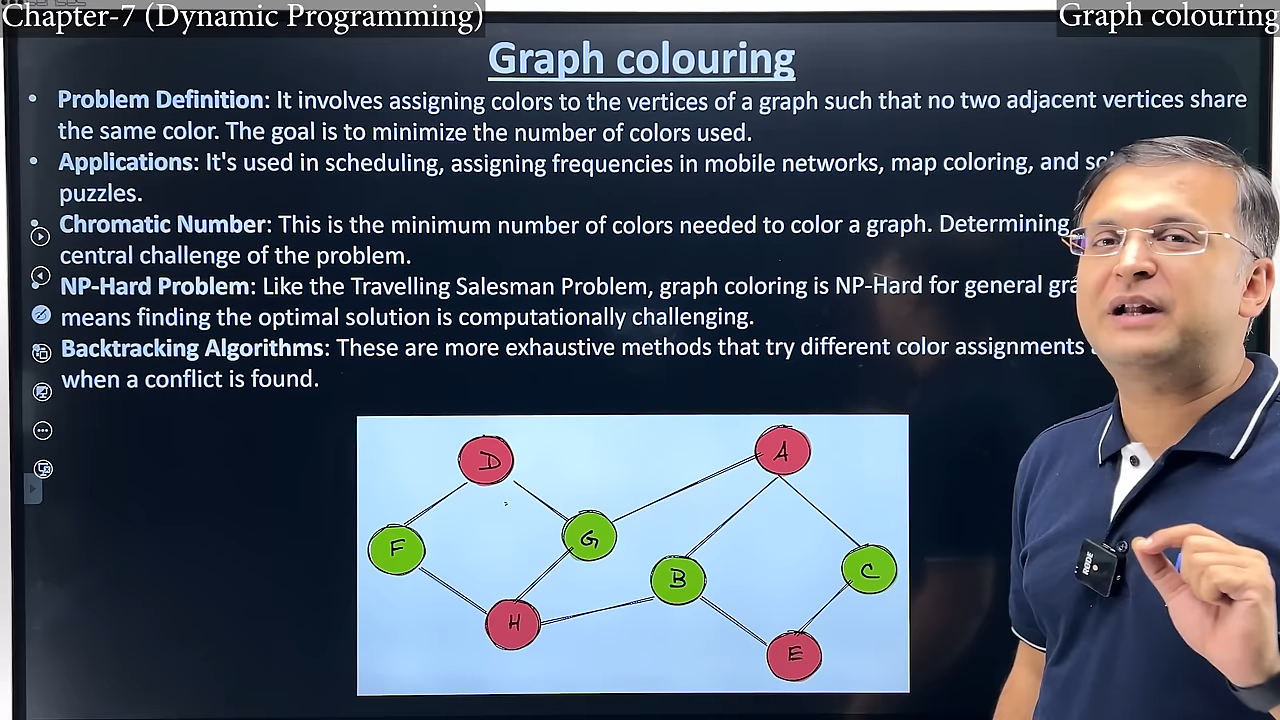 Chapter-7 (Dynamic Programming)
Graph colouring
Graph colouring
• Problem Definition: It involves assigning colors to the vertices of a graph such that no two adjacent vertices share
the same color. The goal is to minimize the number of colors used.
• Applications: It's used in scheduling, assigning frequencies in mobile networks, map coloring, and
puzzles.
• Chromatic Number: This is the minimum number of colors needed to color a graph. Determining
central challenge of the problem.
• NP-Hard Problem: Like the Travelling Salesman Problem, graph coloring is NP-Hard for general
means finding the optimal solution is computationally challenging.
Backtracking Algorithms: These are more exhaustive methods that try different color assignments
when a conflict is found.
D
A
F
G
B
C
H
E
RØDE